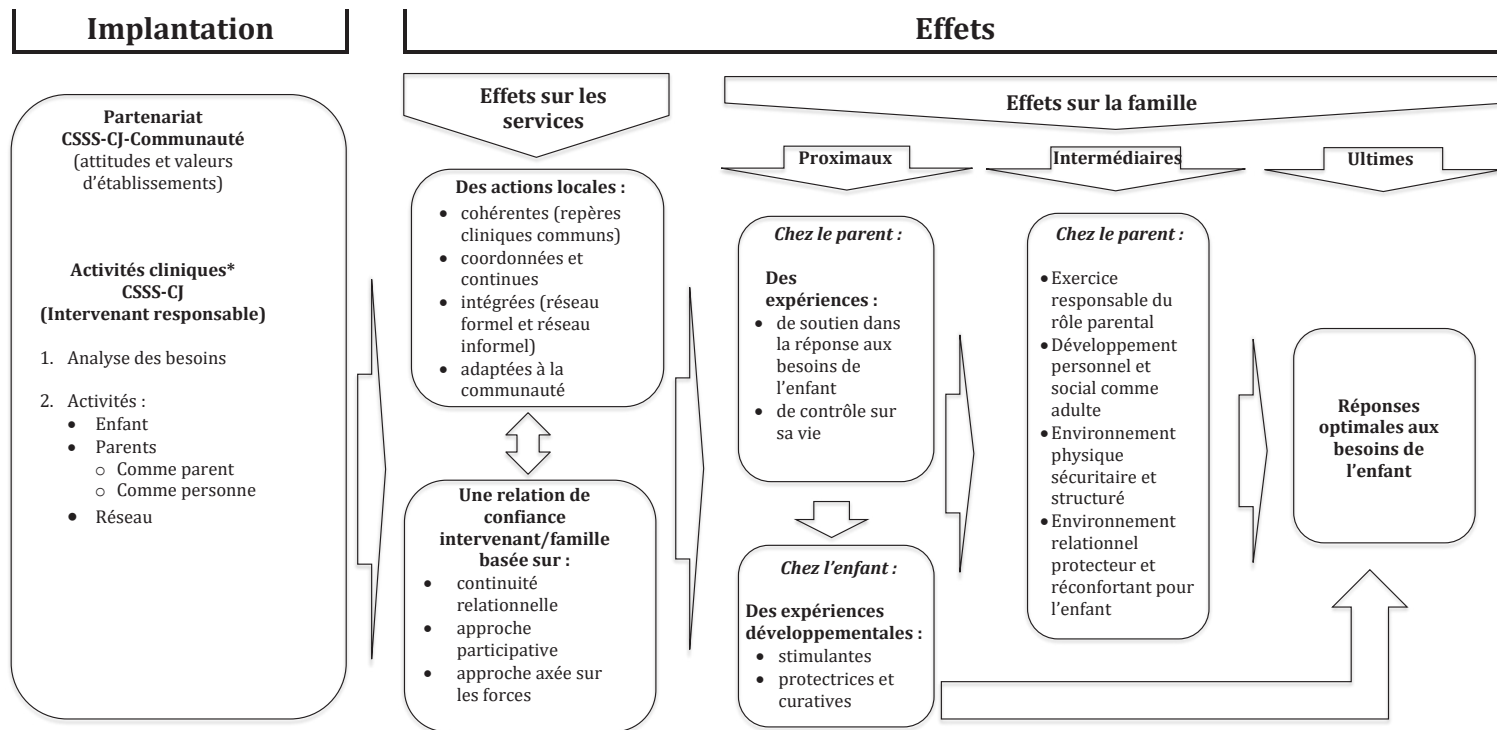 Implantation
Effets
Partenariat
CSSS-CJ-Communauté
(attitudes et valeurs
d’établissements)
Activités cliniques*
CSSS-CJ
(Intervenant responsable)
1. Analyse des besoins
2. Activités :
• Enfant
• Parents
o Comme parent
o Comme personne
• Réseau
Effets sur les
services
Des actions locales :
• cohérentes (repères
cliniques communs)
• coordonnées et
continues
• intégrées (réseau
formel et réseau
informel)
• adaptées à la
communauté
Une relation de
confiance
intervenant/famille
basée sur :
• continuité
relationnelle
• approche
participative
• approche axée sur
les forces
Effets sur la famille
Proximaux
Chez le parent :
Des
expériences :
• de soutien dans
la réponse aux
besoins de
l’enfant
• de contrôle sur
sa vie
Chez l’enfant :
Des expériences
développementales :
• stimulantes
• protectrices et
curatives
Intermédiaires
Chez le parent :
• Exercice
responsable du
rôle parental
• Développement
personnel et
social comme
adulte
• Environnement
physique
sécuritaire et
structuré
• Environnement
relationnel
protecteur et
réconfortant pour
l’enfant
Ultimes
Réponses
optimales aux
besoins de
l’enfant